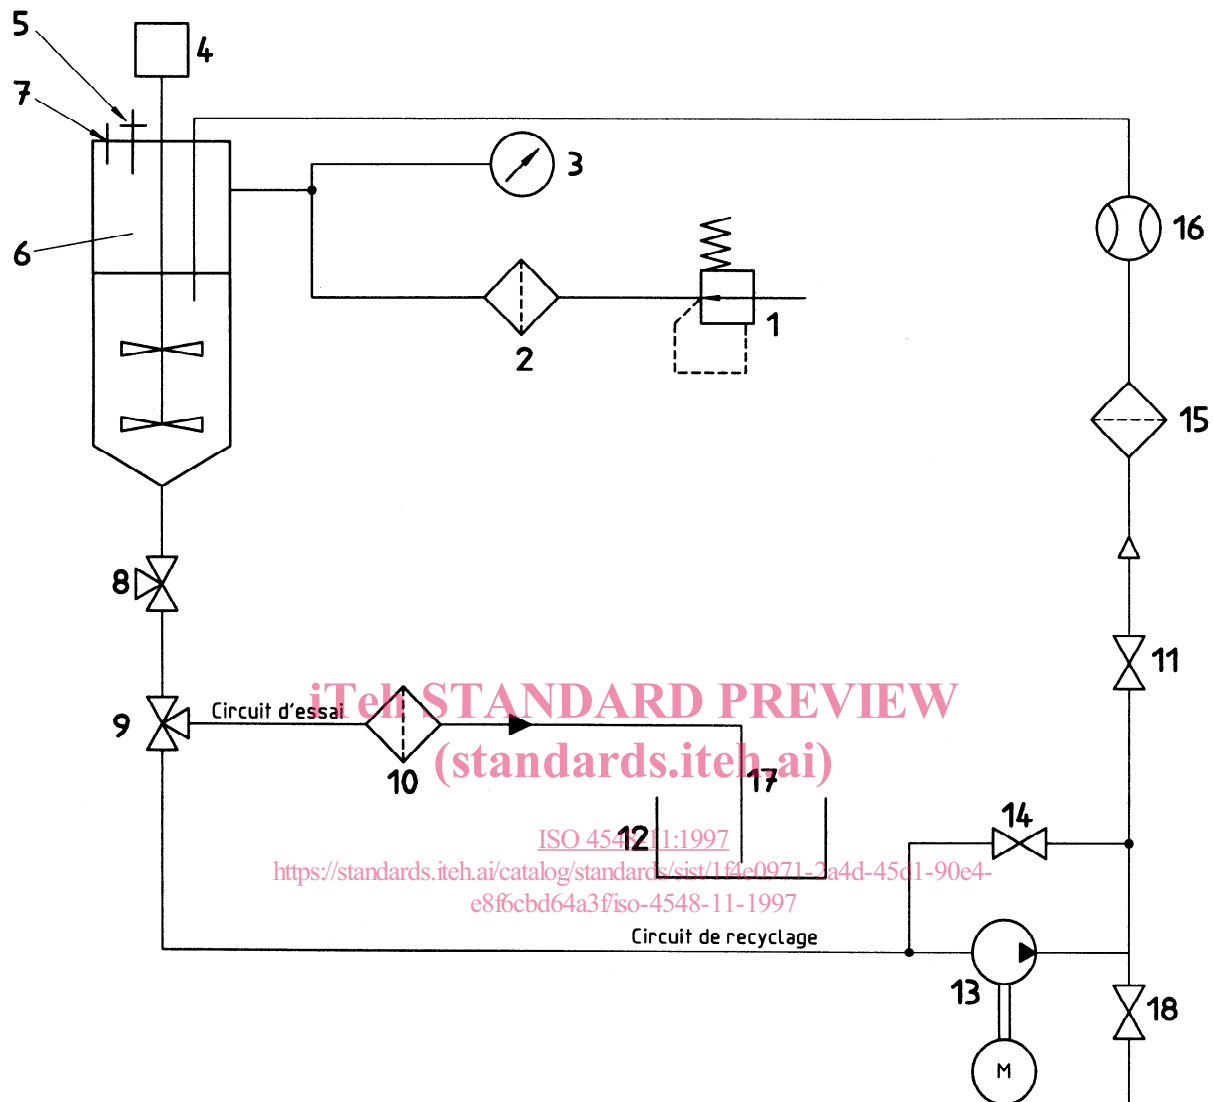 5
4
7
3
16
6
1
2
15
8
11
iTeh STANDARD PREVIEW
Circuit d'essai
9
(standards.iteh.ai)
10
17
14
12
ISO 4548-11:1997
https://standards.iteh.ai/catalog/standards/sist/1f4e0971-2a4d-45d1-90e4-
e8f6cbd64a3f/iso-4548-11-1997
Circuit de recyclage
13
18
M